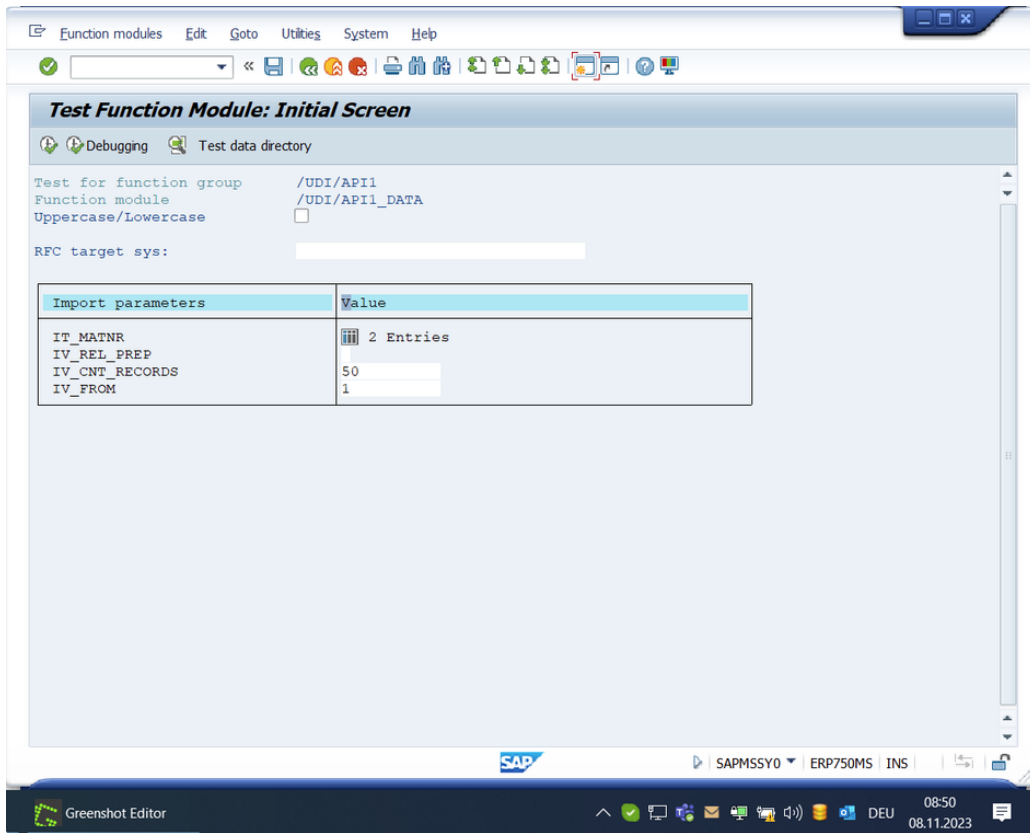 Function modules Edit Goto Utilities System Help
Test Function Module: Initial Screen
Debugging Test data directory
Test for function group /UDI/API1
Function module /UDI/API1_DATA
Uppercase/Lowercase
RFC target sys:
Import parameters Value
IT_MATNR 2 Entries
IV_REL_PREP
IV_CNT_RECORDS 50
IV_FROM 1
SAP SAPMSSY0 ERP750MS INS
Greenshot Editor DEU 08:50
08.11.2023